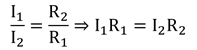 I₁/I₂ = R₂/R₁ ⇒ I₁R₁ = I₂R₂